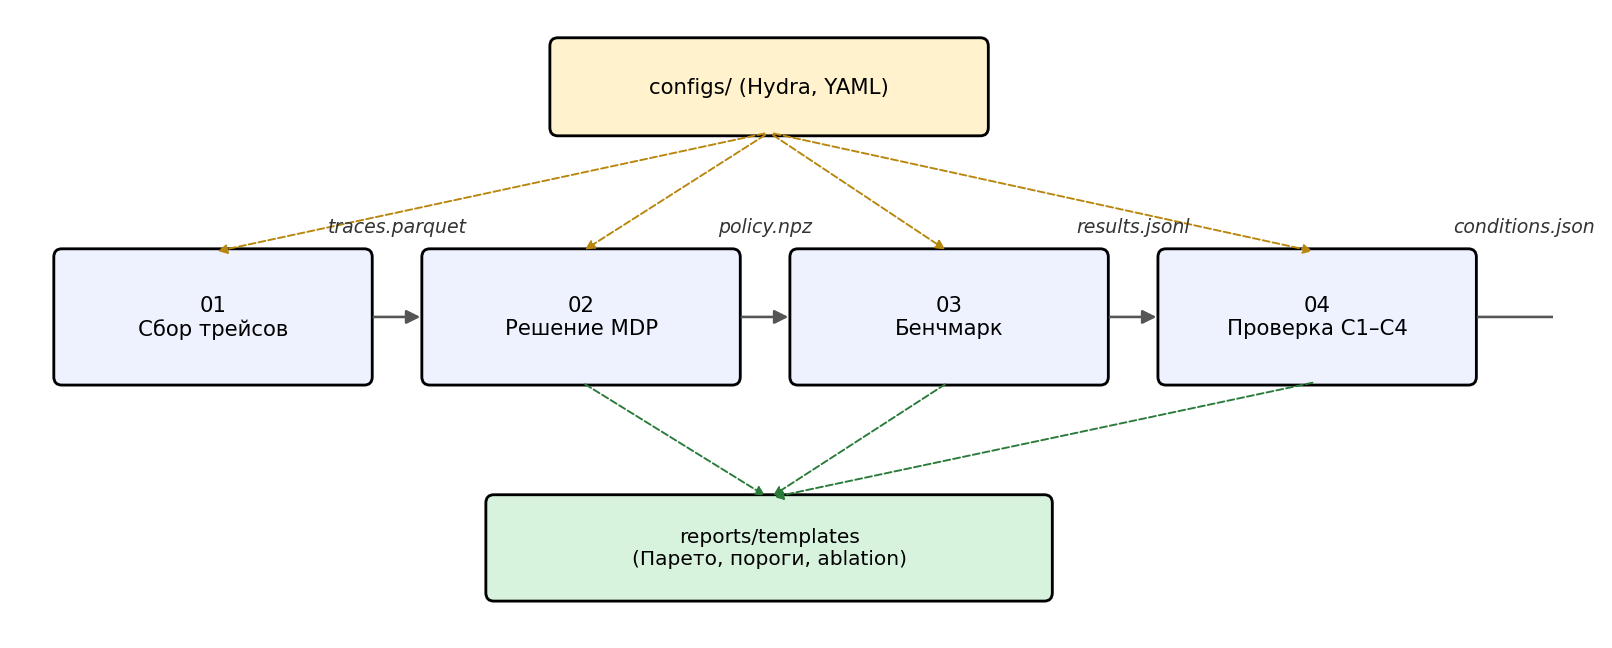 configs/ (Hydra, YAML)
traces.parquet
policy.npz
results.jsonl
conditions.json
01
Сбор трейсов
02
Решение MDP
03
Бенчмарк
04
Проверка C1–C4
reports/templates
(Парето, пороги, ablation)